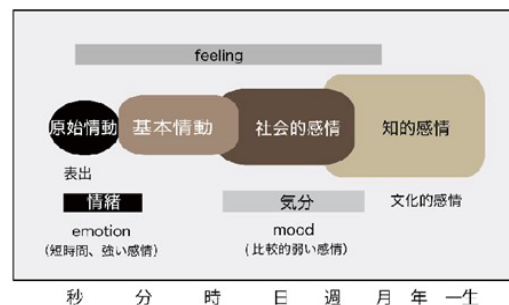 feeling
原始情動 基本情動 社会的感情 知的感情
表出
情緒 気分 文化的感情
emotion mood
(短時間、強い感情) (比較的弱い感情)
秒 分 時 日 週 月 年 一生